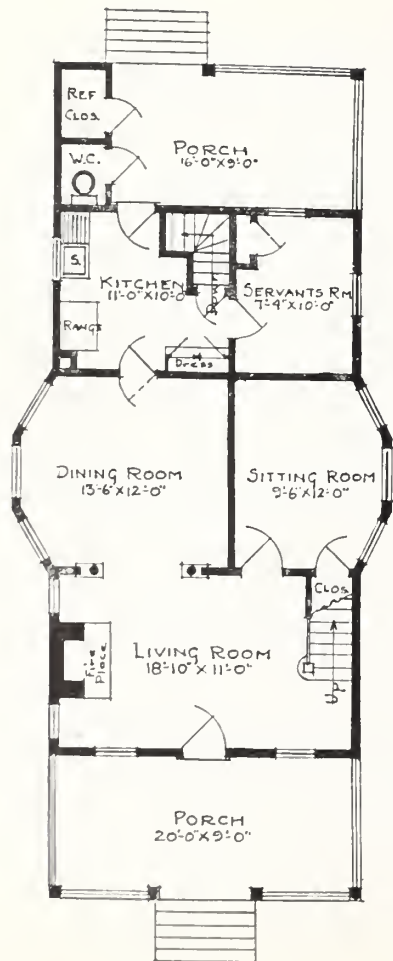 REF
CLOS.
W.C.
PORCH
16'-0"X9'-0"
S.
KITCHEN
11'-0"X10'-0"
SERVANTS RM
7'-4"X10'-0"
RANGE
DRESS
DINING ROOM
13'-6"X12'-0"
SITTING ROOM
9'-6"X12'-0"
CLOS.
Fire
Place
LIVING ROOM
18'-10"X11'-0"
UP
PORCH
20'-0"X9'-0"